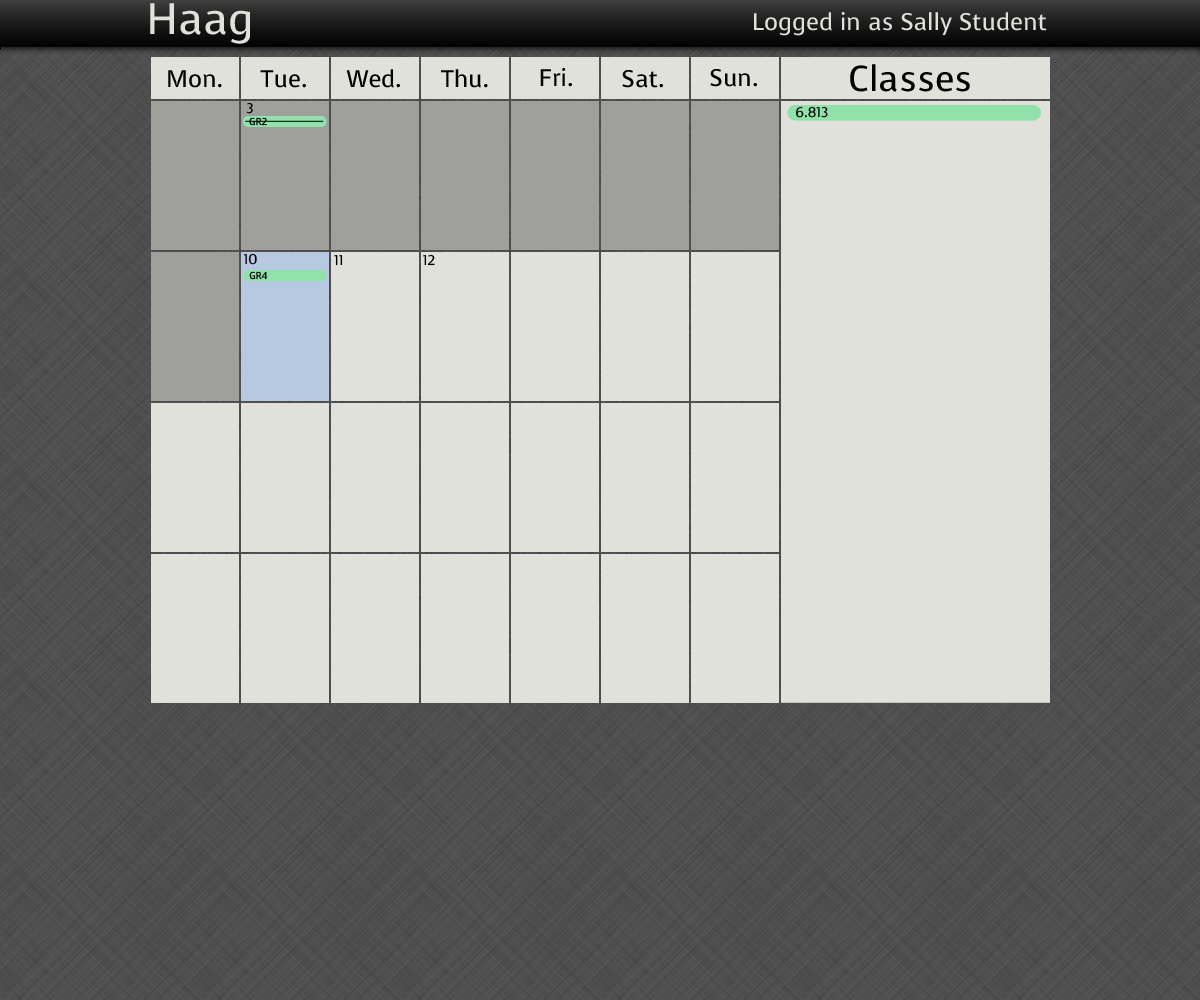 Haag
Logged in as Sally Student
Mon. Tue. Wed. Thu. Fri. Sat. Sun. Classes
3
GR2
6.813
10 11 12
GR4